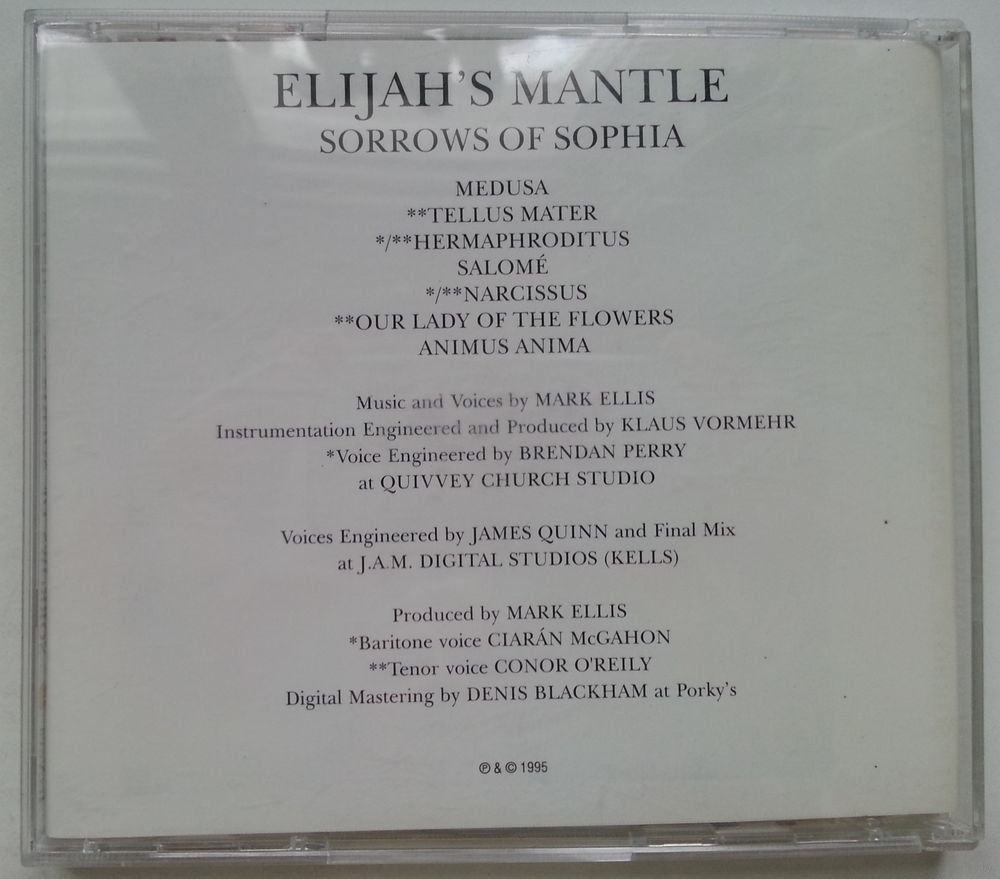 ELIJAH'S MANTLE
SORROWS OF SOPHIA
MEDUSA
**TELLUS MATER
*/**HERMAPHRODITUS
SALOMÉ
*/**NARCISSUS
**OUR LADY OF THE FLOWERS
ANIMUS ANIMA
Music and Voices by MARK ELLIS
Instrumentation Engineered and Produced by KLAUS VORMEHR
*Voice Engineered by BRENDAN PERRY
at QUIVVEY CHURCH STUDIO
Voices Engineered by JAMES QUINN and Final Mix
at J.A.M. DIGITAL STUDIOS (KELLS)
Produced by MARK ELLIS
*Baritone voice CIARÁN McGAHON
**Tenor voice CONOR O'REILY
Digital Mastering by DENIS BLACKHAM at Porky's
℗ & © 1995